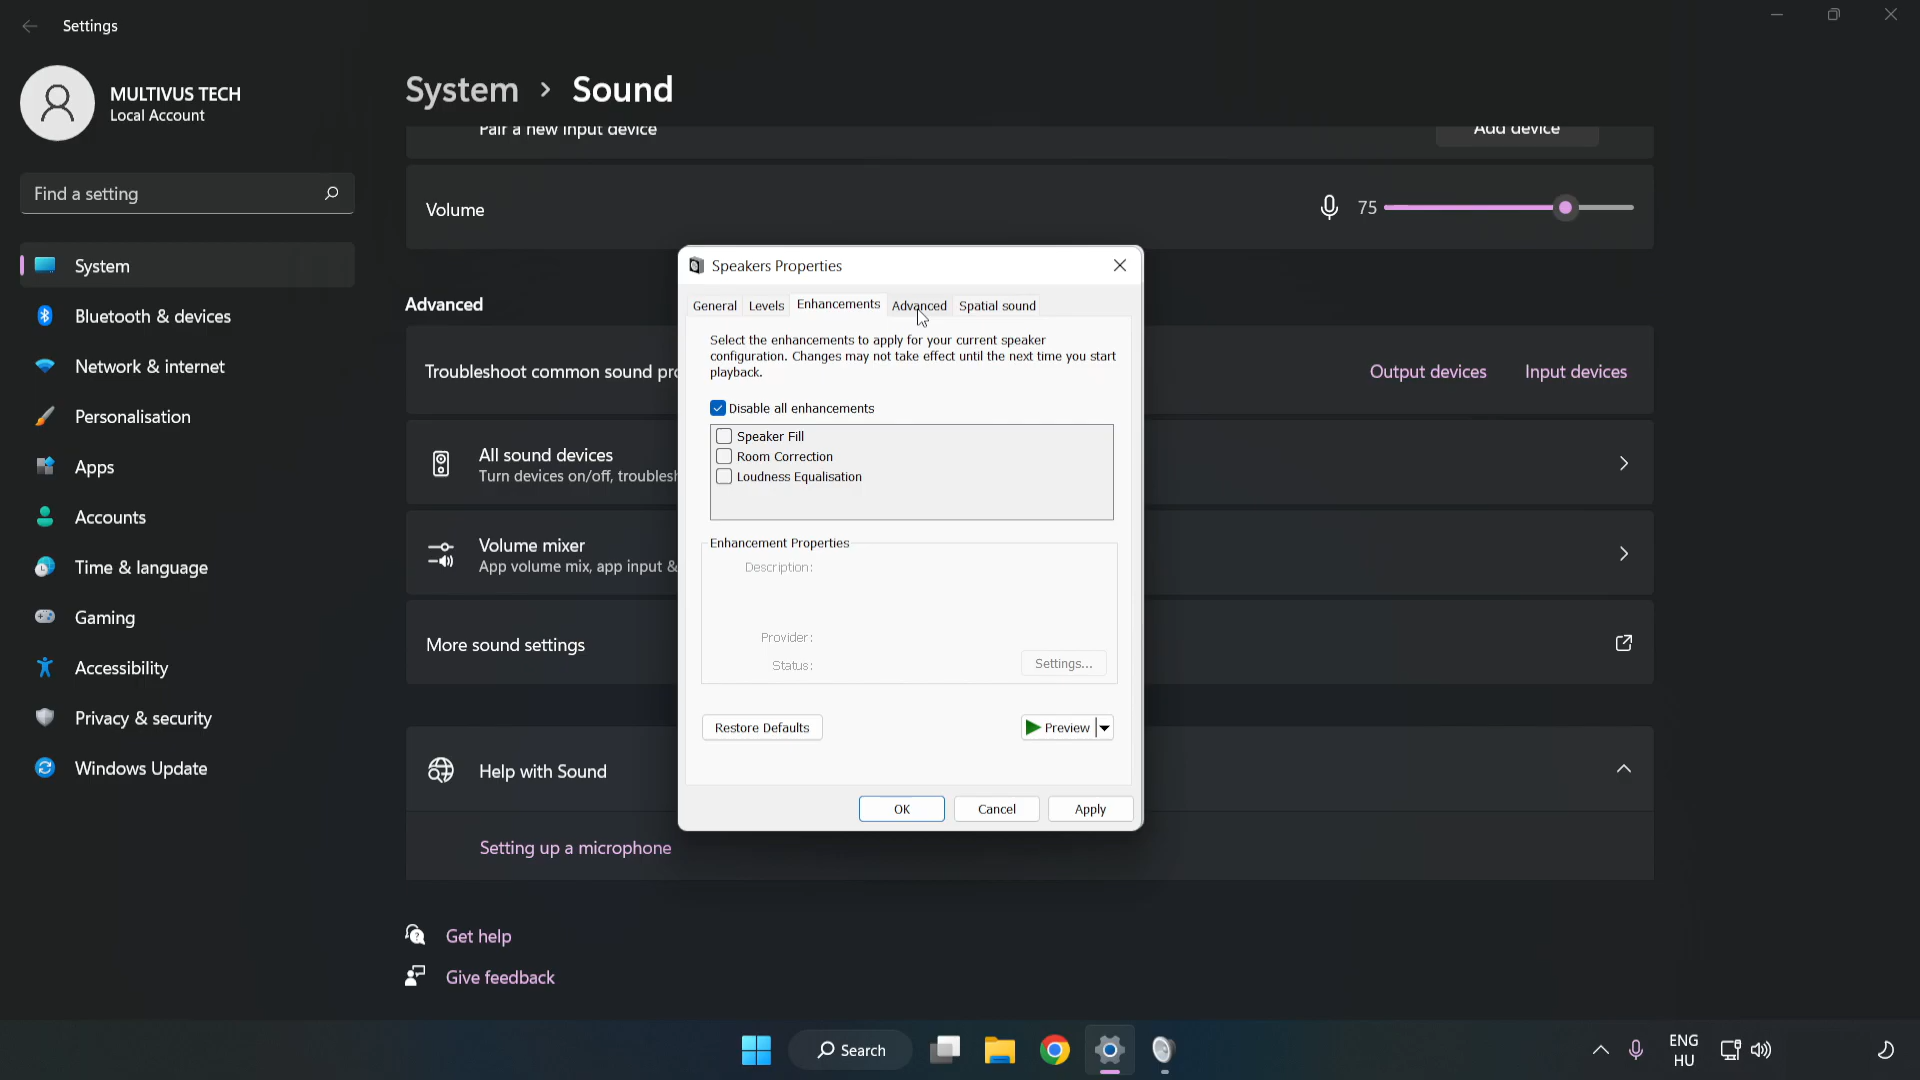 Settings
MULTIVUS TECH
Local Account
Find a setting
System
Bluetooth & devices
Network & internet
Personalisation
Apps
Accounts
Time & language
Gaming
Accessibility
Privacy & security
Windows Update
System › Sound
Pair a new input device
Add device
Volume
75
Advanced
Troubleshoot common sound pro
Output devices
Input devices
All sound devices
Turn devices on/off, troublesh
Volume mixer
App volume mix, app input &
More sound settings
Help with Sound
Setting up a microphone
Get help
Give feedback
Speakers Properties
General
Levels
Enhancements
Advanced
Spatial sound
Select the enhancements to apply for your current speaker
configuration. Changes may not take effect until the next time you start
playback.
Disable all enhancements
Speaker Fill
Room Correction
Loudness Equalisation
Enhancement Properties
Description:
Provider:
Status:
Settings...
Restore Defaults
Preview
OK
Cancel
Apply
Search
ENG
HU